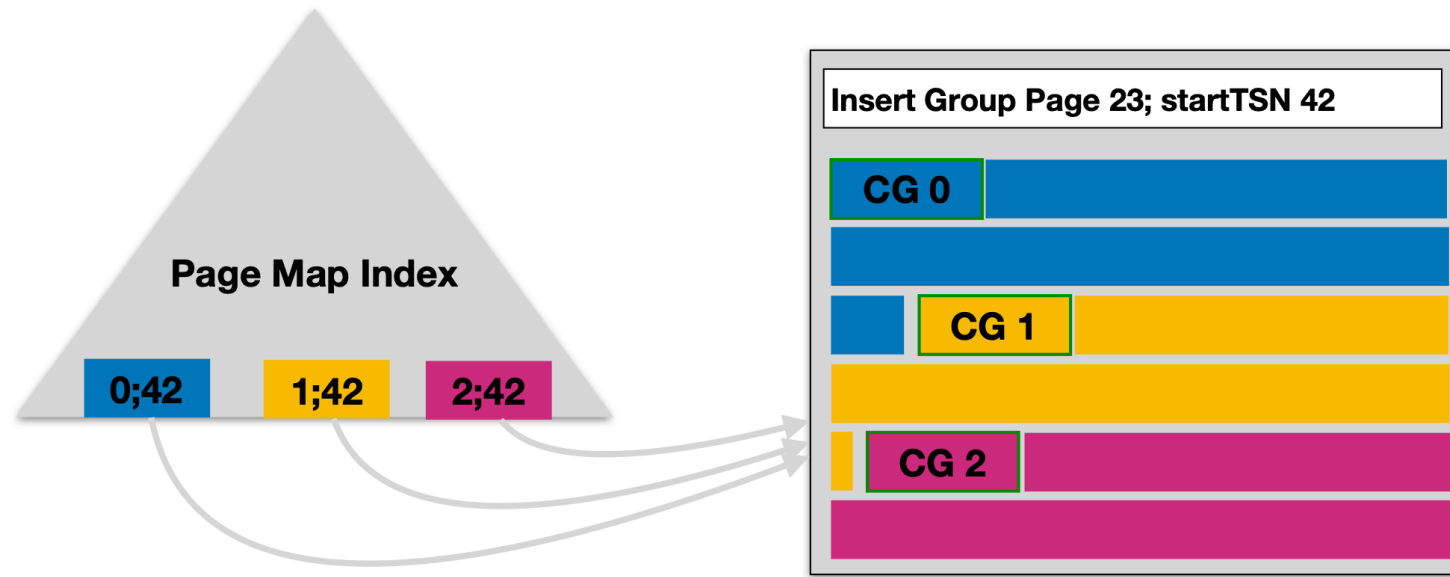 Page Map Index
0;42
1;42
2;42
Insert Group Page 23; startTSN 42
CG 0
CG 1
CG 2